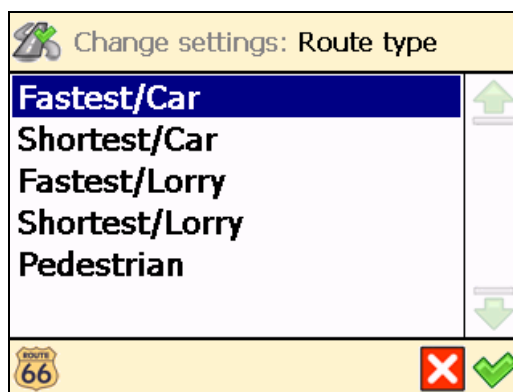 Change settings: Route type
Fastest/Car
Shortest/Car
Fastest/Lorry
Shortest/Lorry
Pedestrian
ROUTE
66